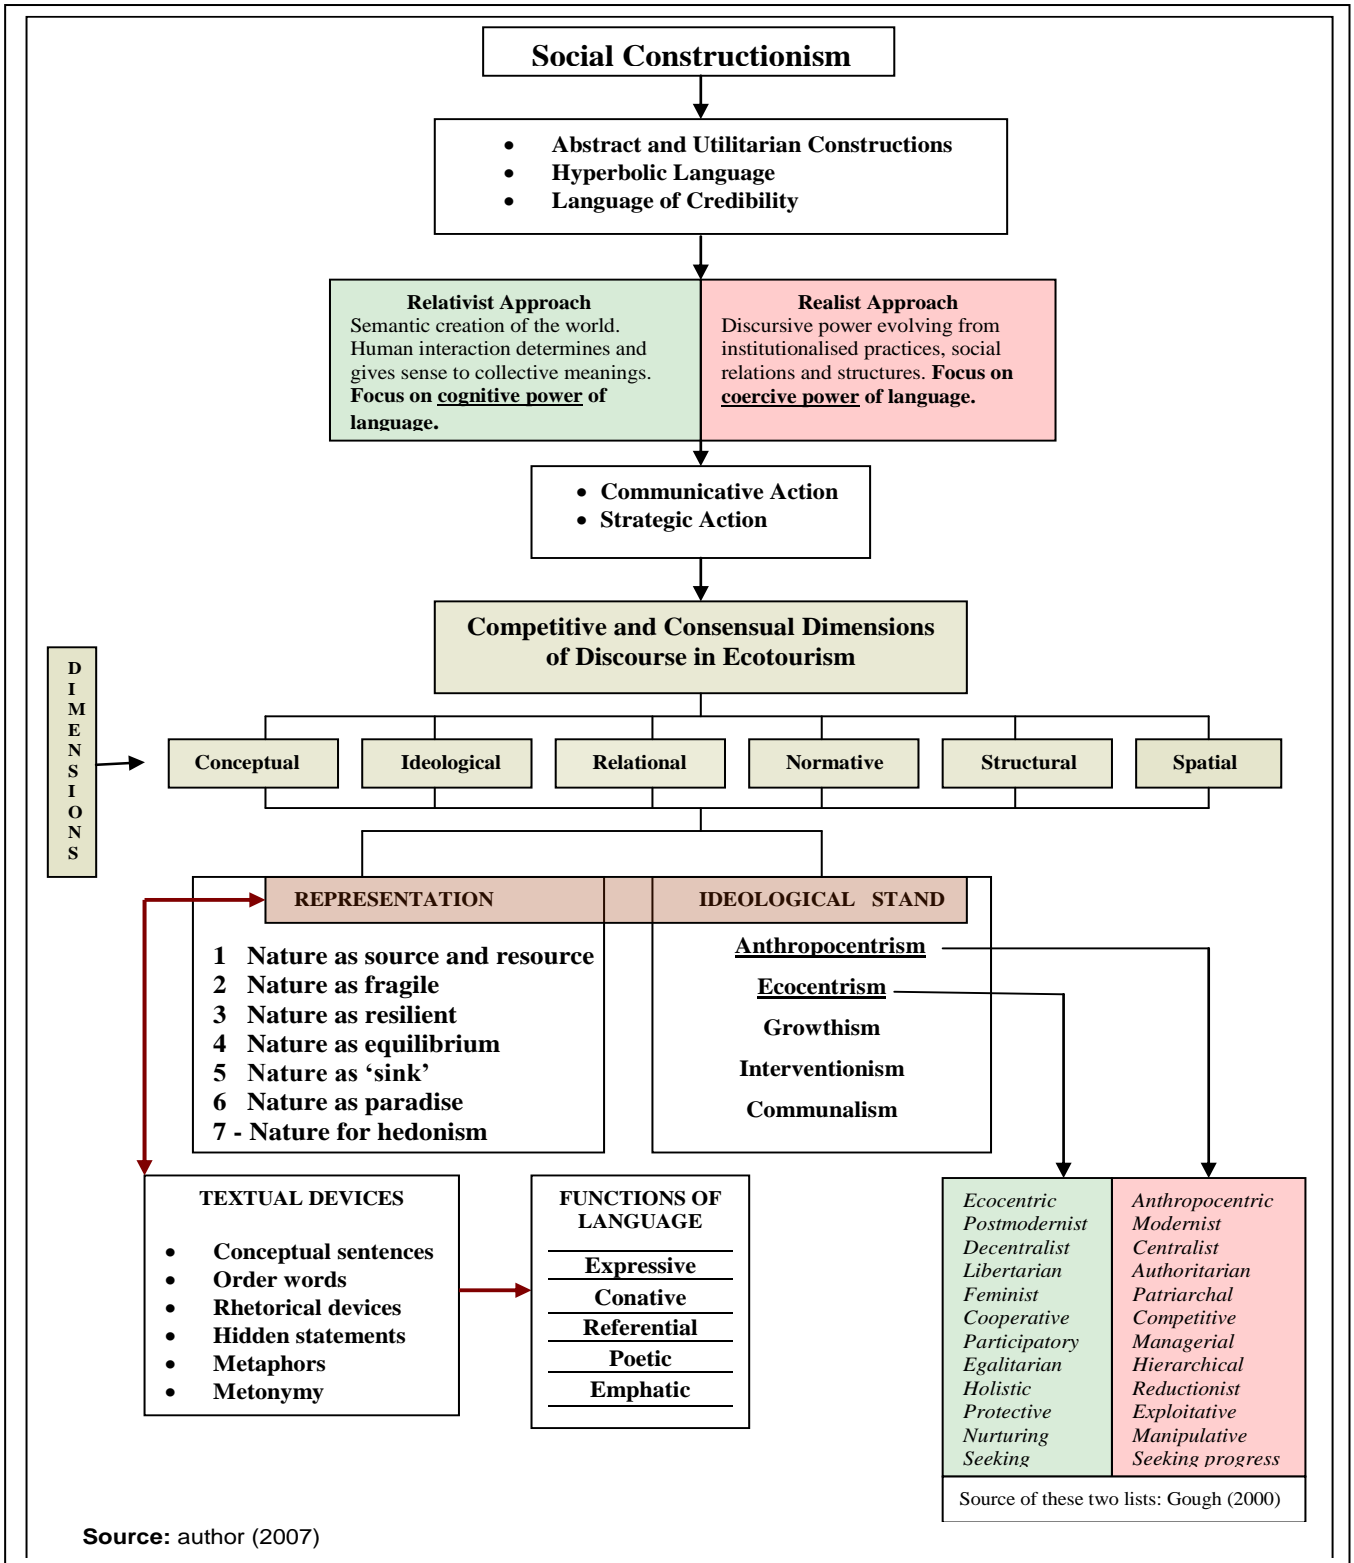 Social Constructionism
• Abstract and Utilitarian Constructions
• Hyperbolic Language
• Language of Credibility
Relativist Approach
Semantic creation of the world.
Human interaction determines and
gives sense to collective meanings.
Focus on cognitive power of
language.
Realist Approach
Discursive power evolving from
institutionalised practices, social
relations and structures. Focus on
coercive power of language.
• Communicative Action
• Strategic Action
Competitive and Consensual Dimensions
of Discourse in Ecotourism
D
I
M
E
N
S
I
O
N
S
Conceptual
Ideological
Relational
Normative
Structural
Spatial
REPRESENTATION
1 Nature as source and resource
2 Nature as fragile
3 Nature as resilient
4 Nature as equilibrium
5 Nature as ‘sink’
6 Nature as paradise
7 - Nature for hedonism
IDEOLOGICAL STAND
Anthropocentrism
Ecocentrism
Growthism
Interventionism
Communalism
TEXTUAL DEVICES
• Conceptual sentences
• Order words
• Rhetorical devices
• Hidden statements
• Metaphors
• Metonymy
FUNCTIONS OF
LANGUAGE
Expressive
Conative
Referential
Poetic
Emphatic
Ecocentric
Postmodernist
Decentralist
Libertarian
Feminist
Cooperative
Participatory
Egalitarian
Holistic
Protective
Nurturing
Seeking
Anthropocentric
Modernist
Centralist
Authoritarian
Patriarchal
Competitive
Managerial
Hierarchical
Reductionist
Exploitative
Manipulative
Seeking progress
Source of these two lists: Gough (2000)
Source: author (2007)